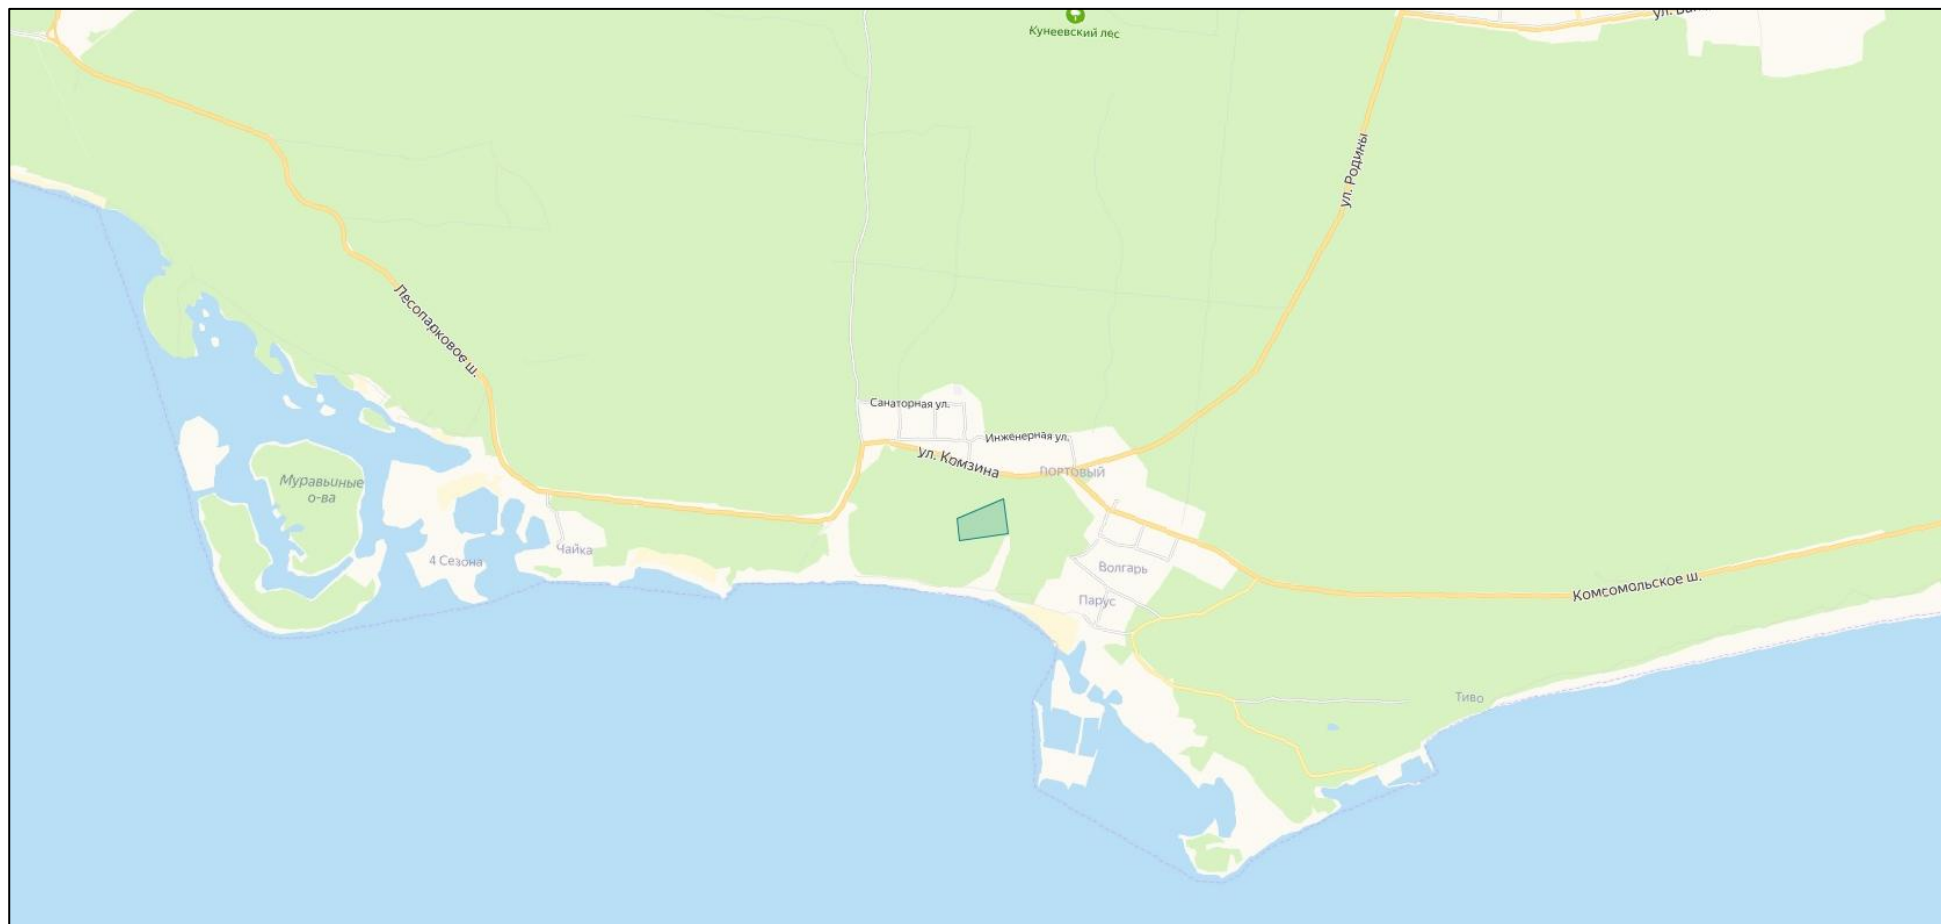 Кунеевский лес
ул. Родины
Лесопарковое ш.
Санаторная ул.
Инженерная ул.
ул. Комзина
ПОРТОВЫЙ
Муравьиные
о-ва
4 Сезона
Чайка
Волгарь
Парус
Комсомольское ш.
Тиво